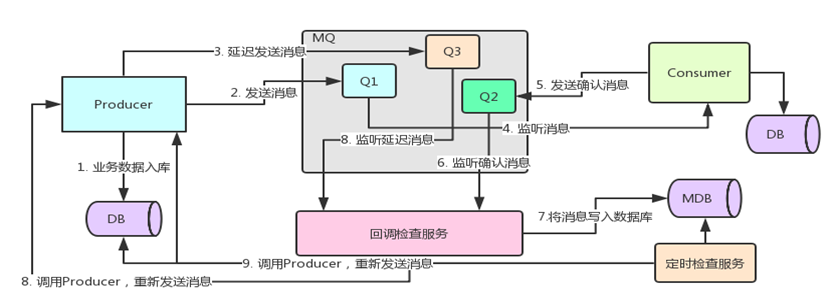 MQ
3. 延迟发送消息
Q3
Producer
2. 发送消息
Q1
Q2
5. 发送确认消息
Consumer
4. 监听消息
DB
8. 监听延迟消息
6. 监听确认消息
1. 业务数据入库
DB
回调检查服务
7.将消息写入数据库
MDB
9. 调用Producer，重新发送消息
定时检查服务
8. 调用Producer，重新发送消息